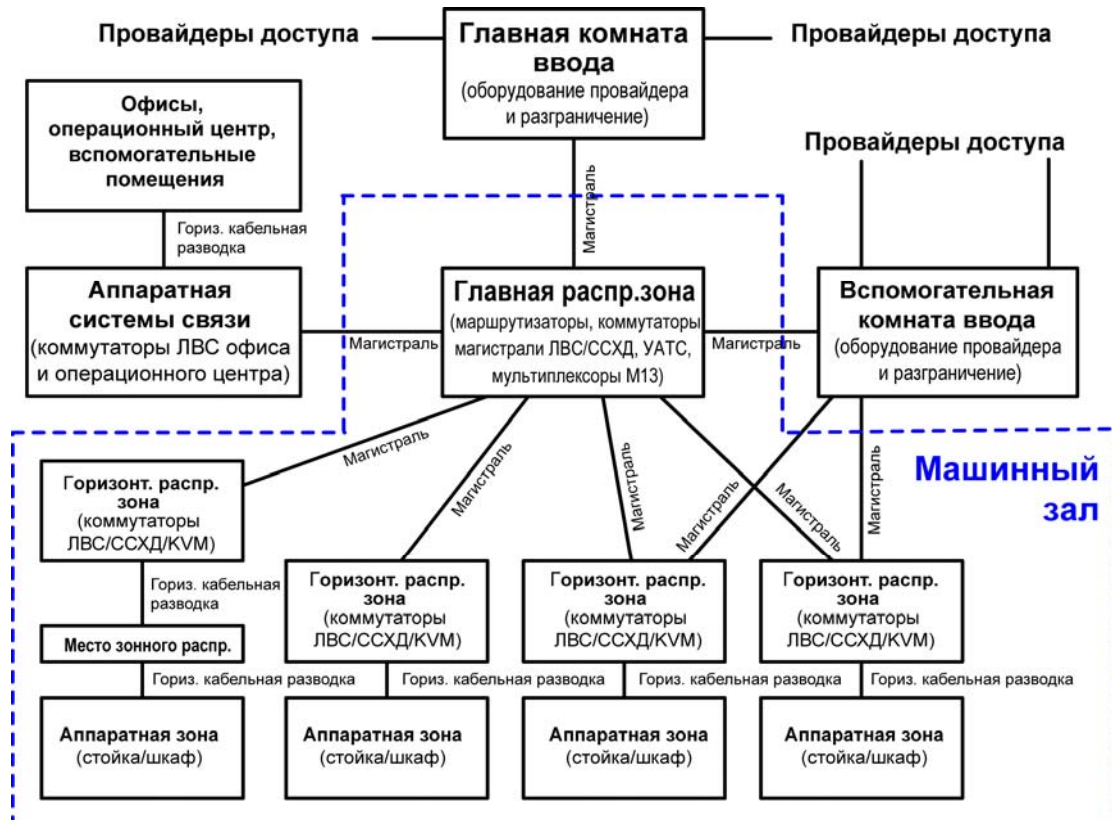 Провайдеры доступа
Главная комната
ввода
(оборудование провайдера
и разграничение)
Провайдеры доступа
Офисы,
операционный центр,
вспомогательные
помещения
Провайдеры доступа
Магистраль
Гориз. кабельная
разводка
Аппаратная
системы связи
(коммутаторы ЛВС офиса
и операционного центра)
Магистраль
Главная распр.зона
(маршрутизаторы, коммутаторы
магистрали ЛВС/ССХД, УАТС,
мультиплексоры М13)
Магистраль
Вспомогательная
комната ввода
(оборудование провайдера
и разграничение)
Магистраль
Магистраль
Магистраль
Магистраль
Магистраль
Магистраль
Машинный
зал
Горизонт. распр.
зона
(коммутаторы
ЛВС/ССХД/KVM)
Гориз. кабельная
разводка
Место зонного распр.
Горизонт. распр.
зона
(коммутаторы
ЛВС/ССХД/KVM)
Горизонт. распр.
зона
(коммутаторы
ЛВС/ССХД/KVM)
Горизонт. распр.
зона
(коммутаторы
ЛВС/ССХД/KVM)
Гориз. кабельная разводка
Гориз. кабельная разводка
Гориз. кабельная разводка
Гориз. кабельная разводка
Аппаратная зона
(стойка/шкаф)
Аппаратная зона
(стойка/шкаф)
Аппаратная зона
(стойка/шкаф)
Аппаратная зона
(стойка/шкаф)